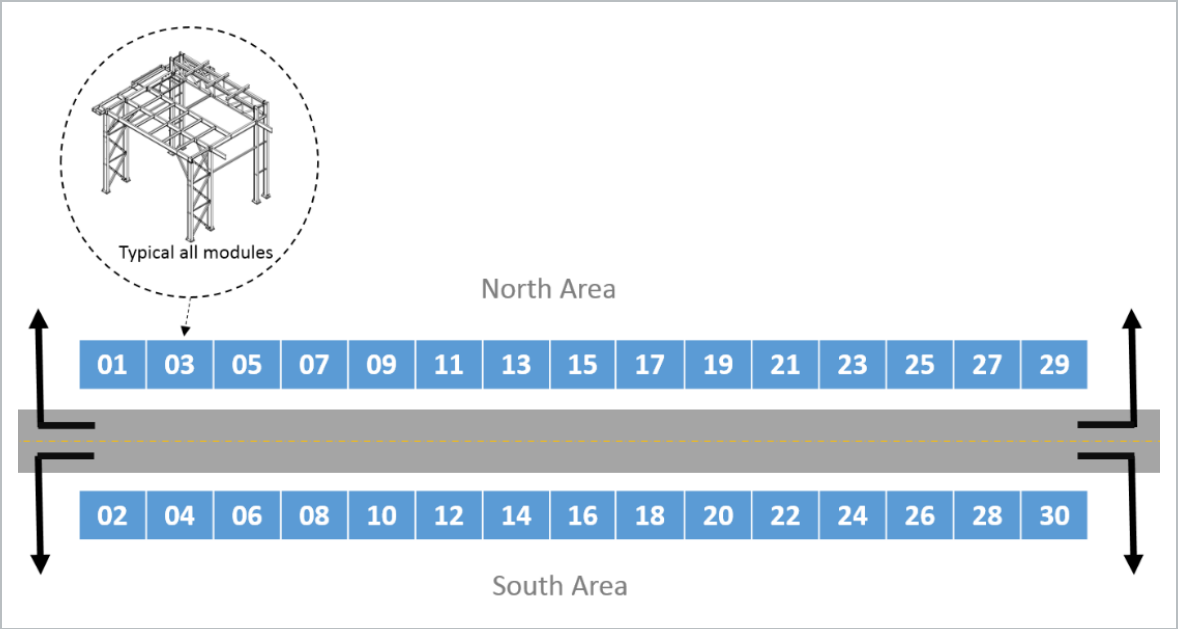 Typical all modules
North Area
01 03 05 07 09 11 13 15 17 19 21 23 25 27 29
02 04 06 08 10 12 14 16 18 20 22 24 26 28 30
South Area